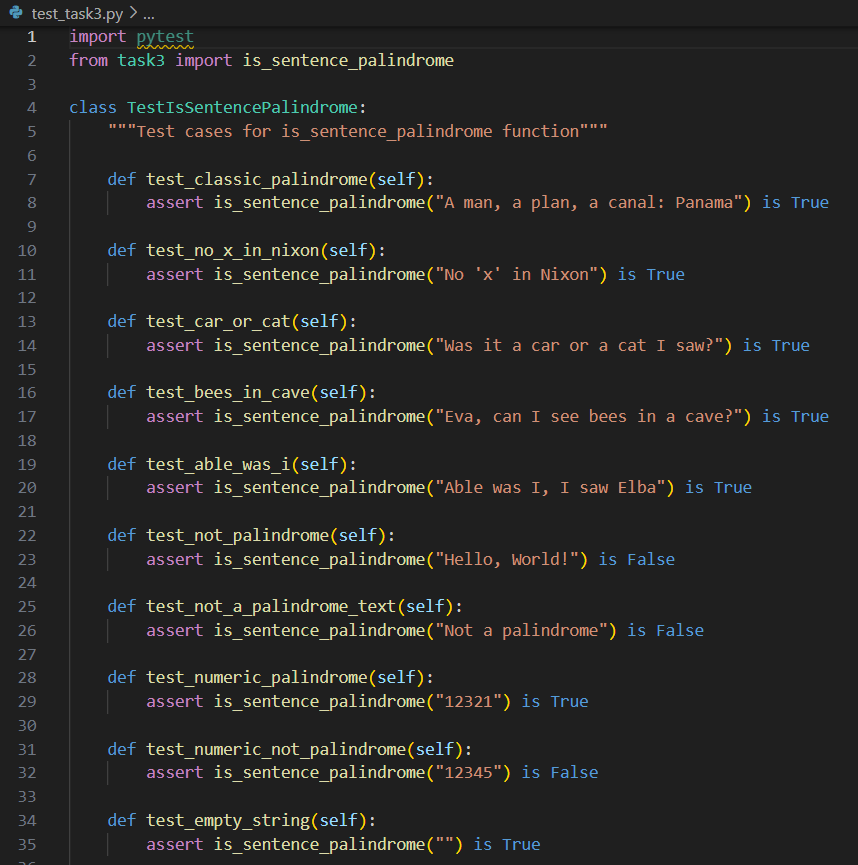 test_task3.py > ...
1 import pytest
2 from task3 import is_sentence_palindrome
3
4 class TestIsSentencePalindrome:
5     """Test cases for is_sentence_palindrome function"""
6
7     def test_classic_palindrome(self):
8         assert is_sentence_palindrome("A man, a plan, a canal: Panama") is True
9
10     def test_no_x_in_nixon(self):
11         assert is_sentence_palindrome("No 'x' in Nixon") is True
12
13     def test_car_or_cat(self):
14         assert is_sentence_palindrome("Was it a car or a cat I saw?") is True
15
16     def test_bees_in_cave(self):
17         assert is_sentence_palindrome("Eva, can I see bees in a cave?") is True
18
19     def test_able_was_i(self):
20         assert is_sentence_palindrome("Able was I, I saw Elba") is True
21
22     def test_not_palindrome(self):
23         assert is_sentence_palindrome("Hello, World!") is False
24
25     def test_not_a_palindrome_text(self):
26         assert is_sentence_palindrome("Not a palindrome") is False
27
28     def test_numeric_palindrome(self):
29         assert is_sentence_palindrome("12321") is True
30
31     def test_numeric_not_palindrome(self):
32         assert is_sentence_palindrome("12345") is False
33
34     def test_empty_string(self):
35         assert is_sentence_palindrome("") is True